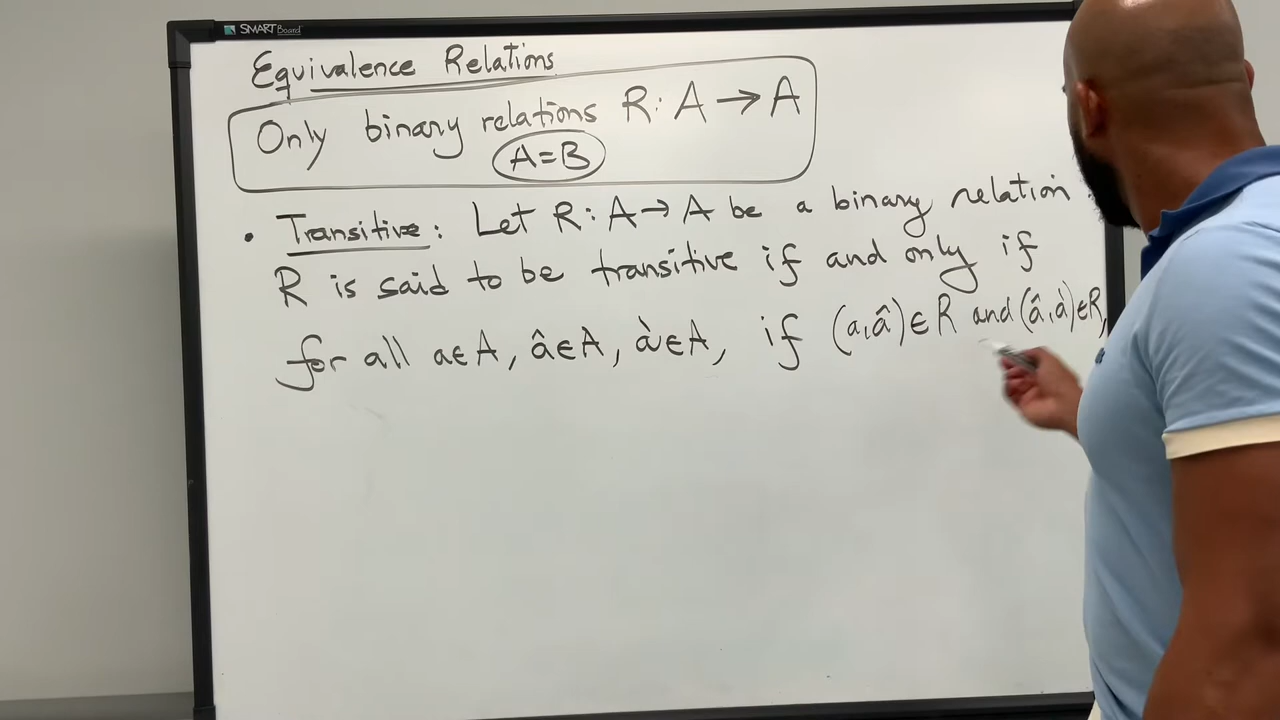 SMART Board
Equivalence Relations
Only binary relations R: A → A
A=B
• Transitive: Let R: A → A be a binary relation.
R is said to be transitive if and only if
for all a∈A, â∈A, à∈A, if (a,â)∈R and (â,à)∈R,